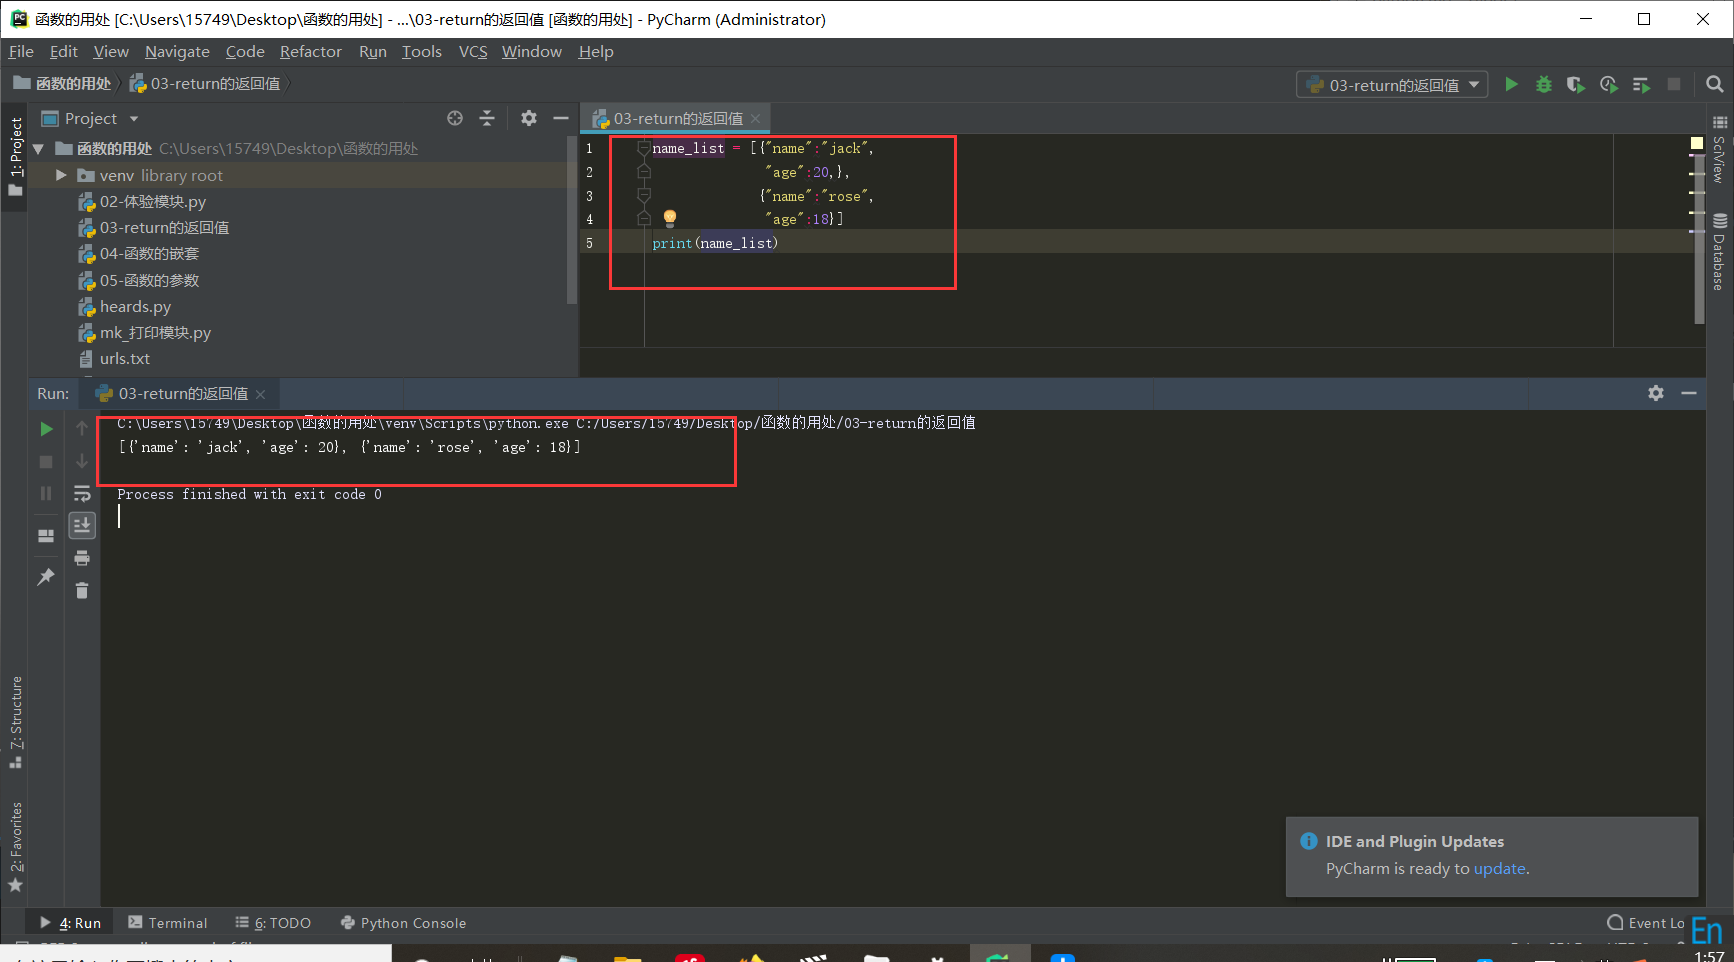 函数的用处 [C:\Users\15749\Desktop\函数的用处] - ...\03-return的返回值 [函数的用处] - PyCharm (Administrator)
File Edit View Navigate Code Refactor Run Tools VCS Window Help
函数的用处 03-return的返回值
03-return的返回值
Project
03-return的返回值
1: Project
函数的用处 C:\Users\15749\Desktop\函数的用处
venv library root
02-体验模块.py
03-return的返回值
04-函数的嵌套
05-函数的参数
heards.py
mk_打印模块.py
urls.txt
1 name_list = [{"name":"jack",
2 "age":20,},
3 {"name":"rose",
4 "age":18}]
5 print(name_list)
SciView
Database
Run: 03-return的返回值
C:\Users\15749\Desktop\函数的用处\venv\Scripts\python.exe C:/Users/15749/Desktop/函数的用处/03-return的返回值
[{'name': 'jack', 'age': 20}, {'name': 'rose', 'age': 18}]
Process finished with exit code 0
7: Structure
2: Favorites
IDE and Plugin Updates
PyCharm is ready to update.
4: Run Terminal 6: TODO Python Console
Event Lo
En
1:57